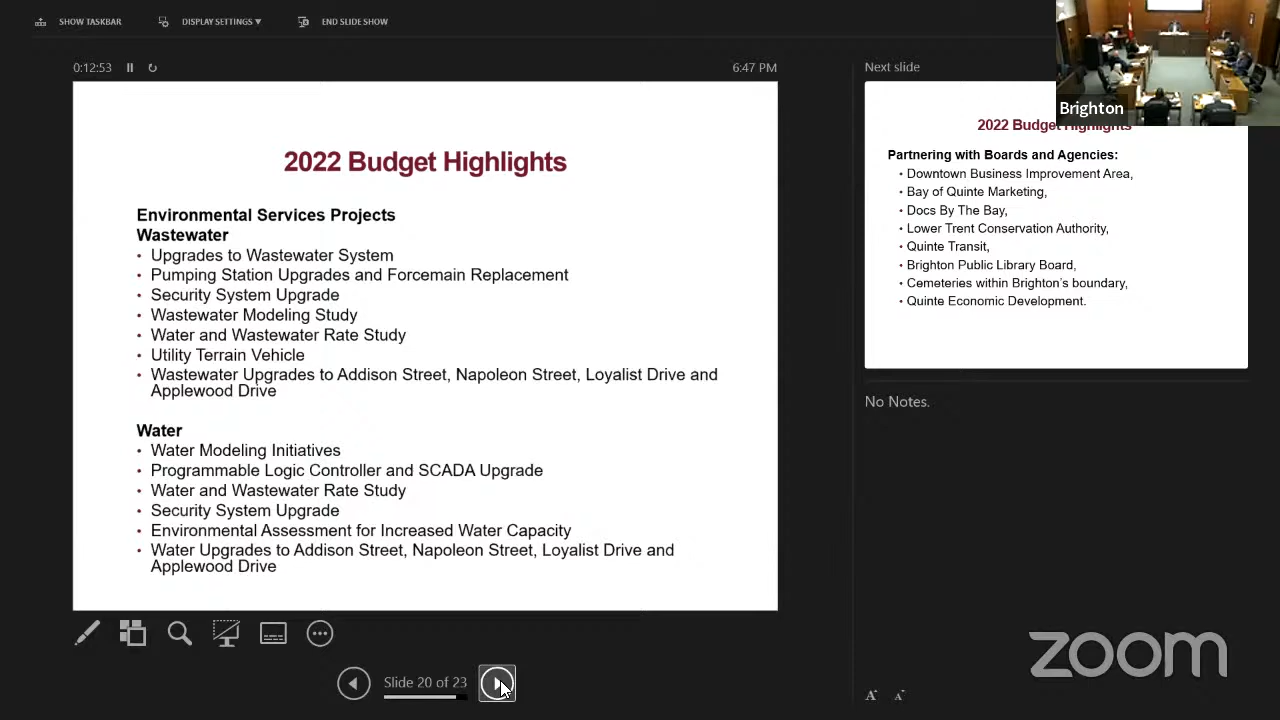 SHOW TASKBAR
DISPLAY SETTINGS ▼
END SLIDE SHOW
0:12:53
6:47 PM
2022 Budget Highlights
Environmental Services Projects
Wastewater
• Upgrades to Wastewater System
• Pumping Station Upgrades and Forcemain Replacement
• Security System Upgrade
• Wastewater Modeling Study
• Water and Wastewater Rate Study
• Utility Terrain Vehicle
• Wastewater Upgrades to Addison Street, Napoleon Street, Loyalist Drive and
Applewood Drive
Water
• Water Modeling Initiatives
• Programmable Logic Controller and SCADA Upgrade
• Water and Wastewater Rate Study
• Security System Upgrade
• Environmental Assessment for Increased Water Capacity
• Water Upgrades to Addison Street, Napoleon Street, Loyalist Drive and
Applewood Drive
Slide 20 of 23
Next slide
Brighton
2022 Budget Highlights
Partnering with Boards and Agencies:
• Downtown Business Improvement Area,
• Bay of Quinte Marketing,
• Docs By The Bay,
• Lower Trent Conservation Authority,
• Quinte Transit,
• Brighton Public Library Board,
• Cemeteries within Brighton's boundary,
• Quinte Economic Development.
No Notes.
zoom
A A